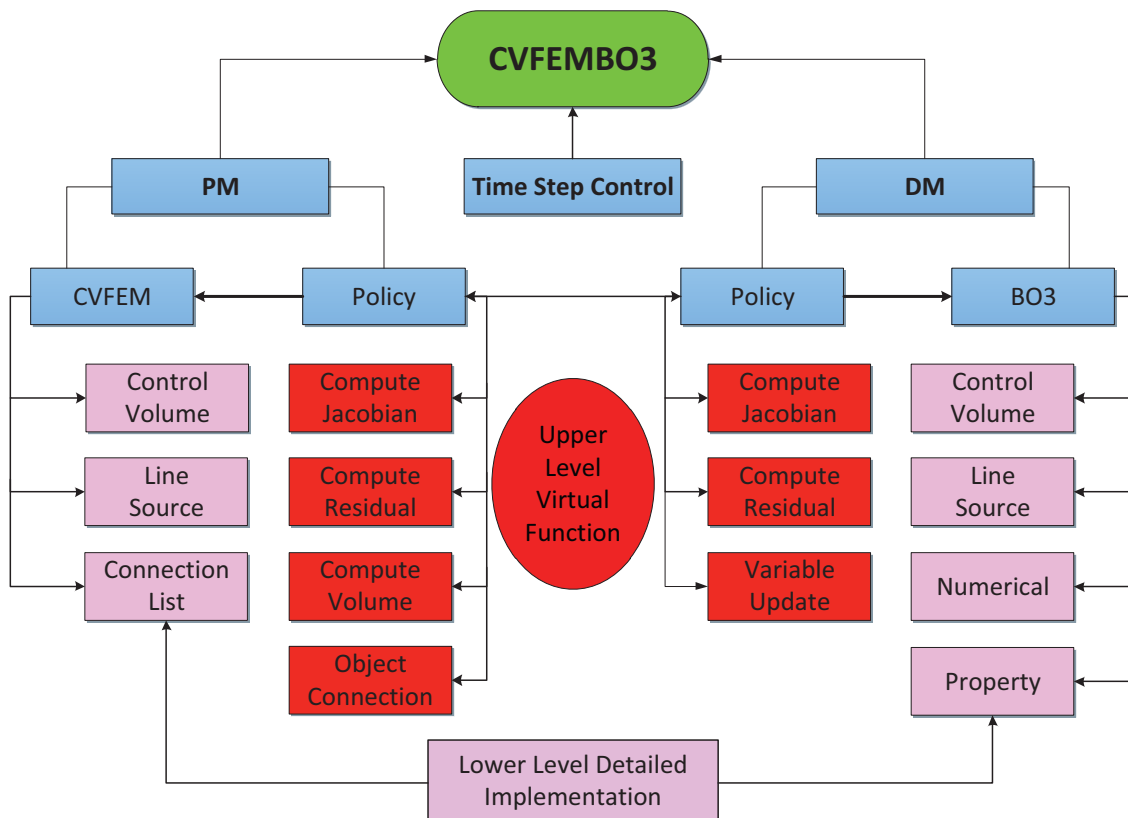 CVFEMBO3
PM
Time Step Control
DM
CVFEM
Policy
Policy
BO3
Control
Volume
Compute
Jacobian
Upper
Level
Virtual
Function
Compute
Jacobian
Control
Volume
Line
Source
Compute
Residual
Compute
Residual
Line
Source
Connection
List
Compute
Volume
Variable
Update
Numerical
Object
Connection
Property
Lower Level Detailed
Implementation